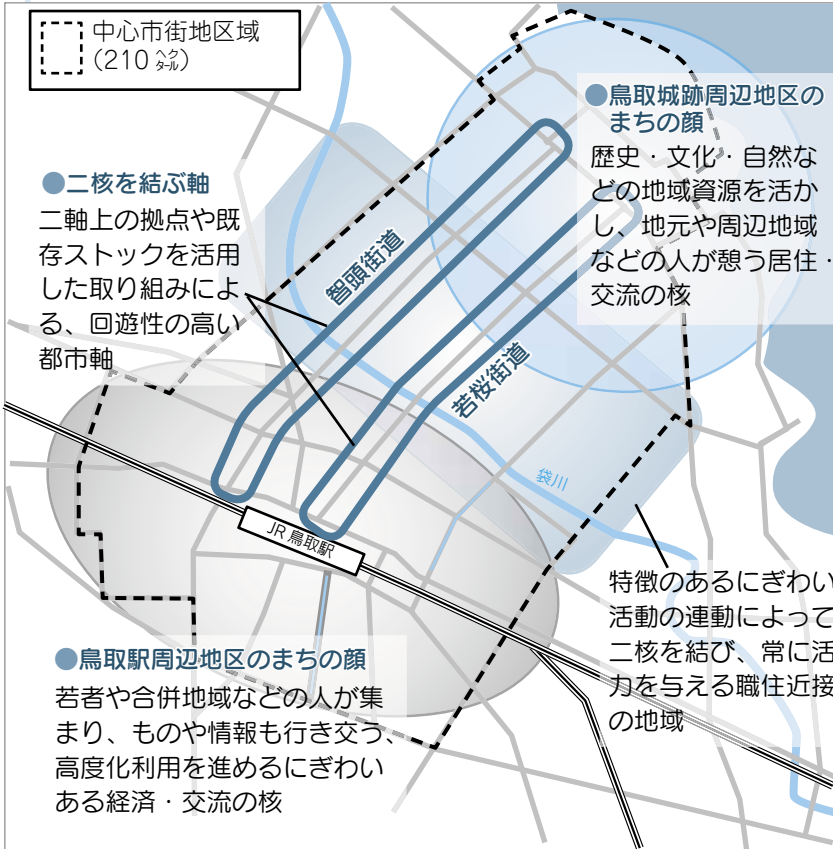 中心市街地区域
(210㌶)
●鳥取城跡周辺地区の
まちの顔
歴史・文化・自然な
どの地域資源を活か
し、地元や周辺地域
などの人が憩う居住・
交流の核
●二核を結ぶ軸
二軸上の拠点や既
存ストックを活用
した取り組みによ
る、回遊性の高い
都市軸
智頭街道
若桜街道
袋川
JR鳥取駅
特徴のあるにぎわい
活動の連動によって
二核を結び、常に活
力を与える職住近接
の地域
●鳥取駅周辺地区のまちの顔
若者や合併地域などの人が集
まり、ものや情報も行き交う、
高度化利用を進めるにぎわい
ある経済・交流の核